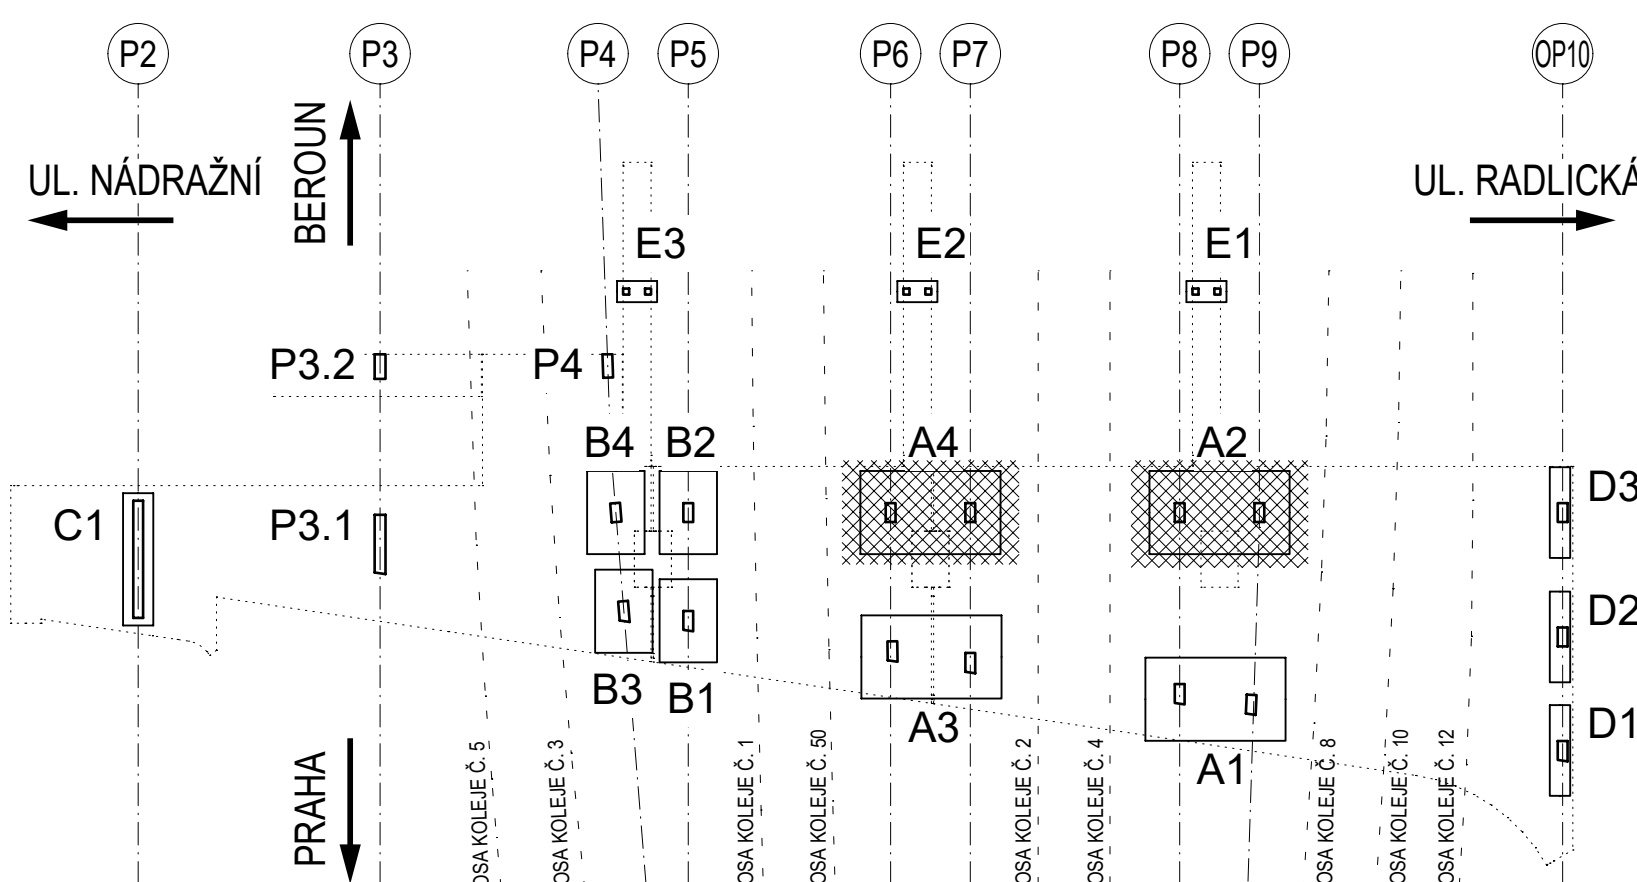 P2
P3
P4
P5
P6
P7
P8
P9
OP10
BEROUN
UL. NÁDRAŽNÍ
UL. RADLICKÁ
E3
E2
E1
P3.2
P4
B4
B2
A4
A2
D3
C1
P3.1
D2
B3
B1
A3
A1
D1
PRAHA
OSA KOLEJE Č. 5
OSA KOLEJE Č. 3
OSA KOLEJE Č. 1
OSA KOLEJE Č. 50
OSA KOLEJE Č. 2
OSA KOLEJE Č. 4
OSA KOLEJE Č. 8
OSA KOLEJE Č. 10
OSA KOLEJE Č. 12